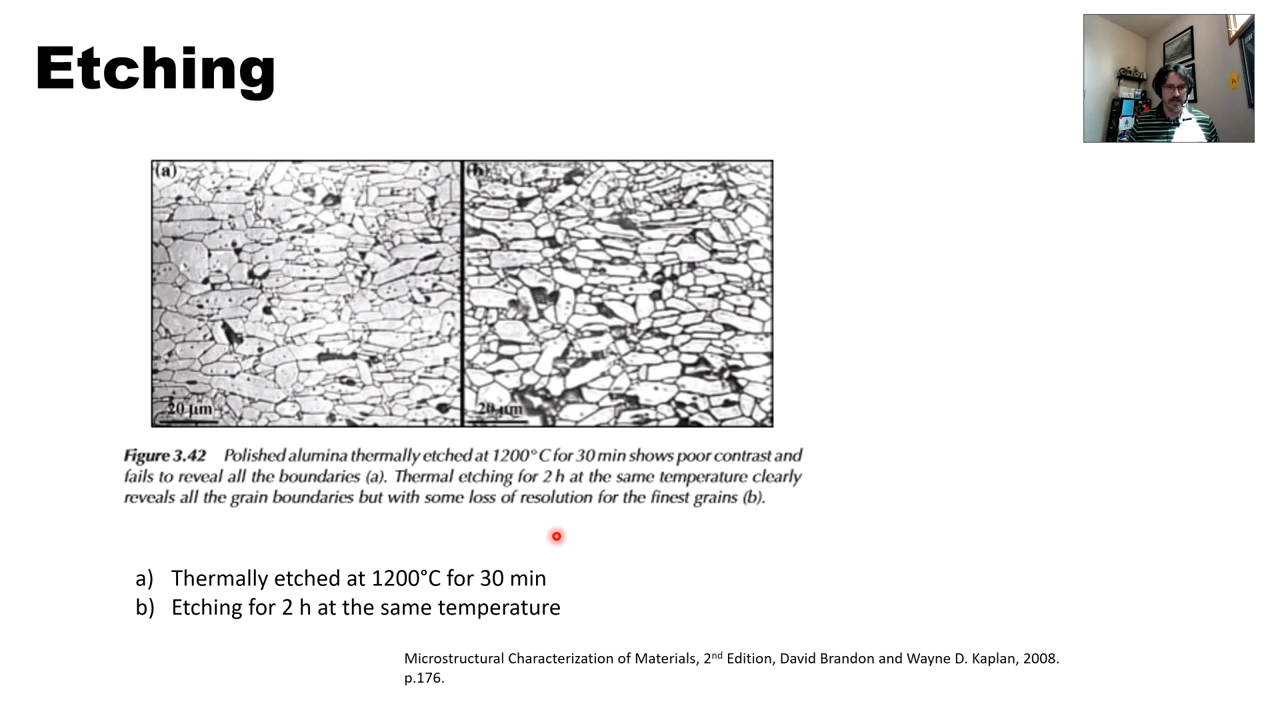 Etching
(a)
(b)
20 µm
20 µm
Figure 3.42 Polished alumina thermally etched at 1200°C for 30 min shows poor contrast and
fails to reveal all the boundaries (a). Thermal etching for 2 h at the same temperature clearly
reveals all the grain boundaries but with some loss of resolution for the finest grains (b).
a) Thermally etched at 1200°C for 30 min
b) Etching for 2 h at the same temperature
Microstructural Characterization of Materials, 2nd Edition, David Brandon and Wayne D. Kaplan, 2008.
p.176.